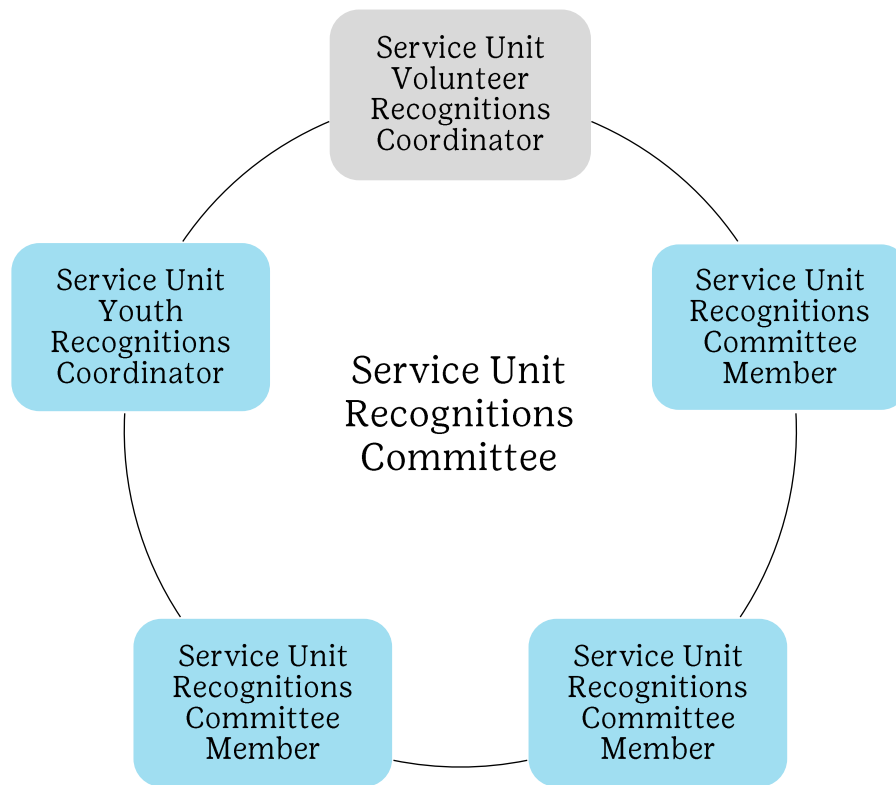 Service Unit
Volunteer
Recognitions
Coordinator
Service Unit
Youth
Recognitions
Coordinator
Service Unit
Recognitions
Committee
Member
Service Unit
Recognitions
Committee
Service Unit
Recognitions
Committee
Member
Service Unit
Recognitions
Committee
Member